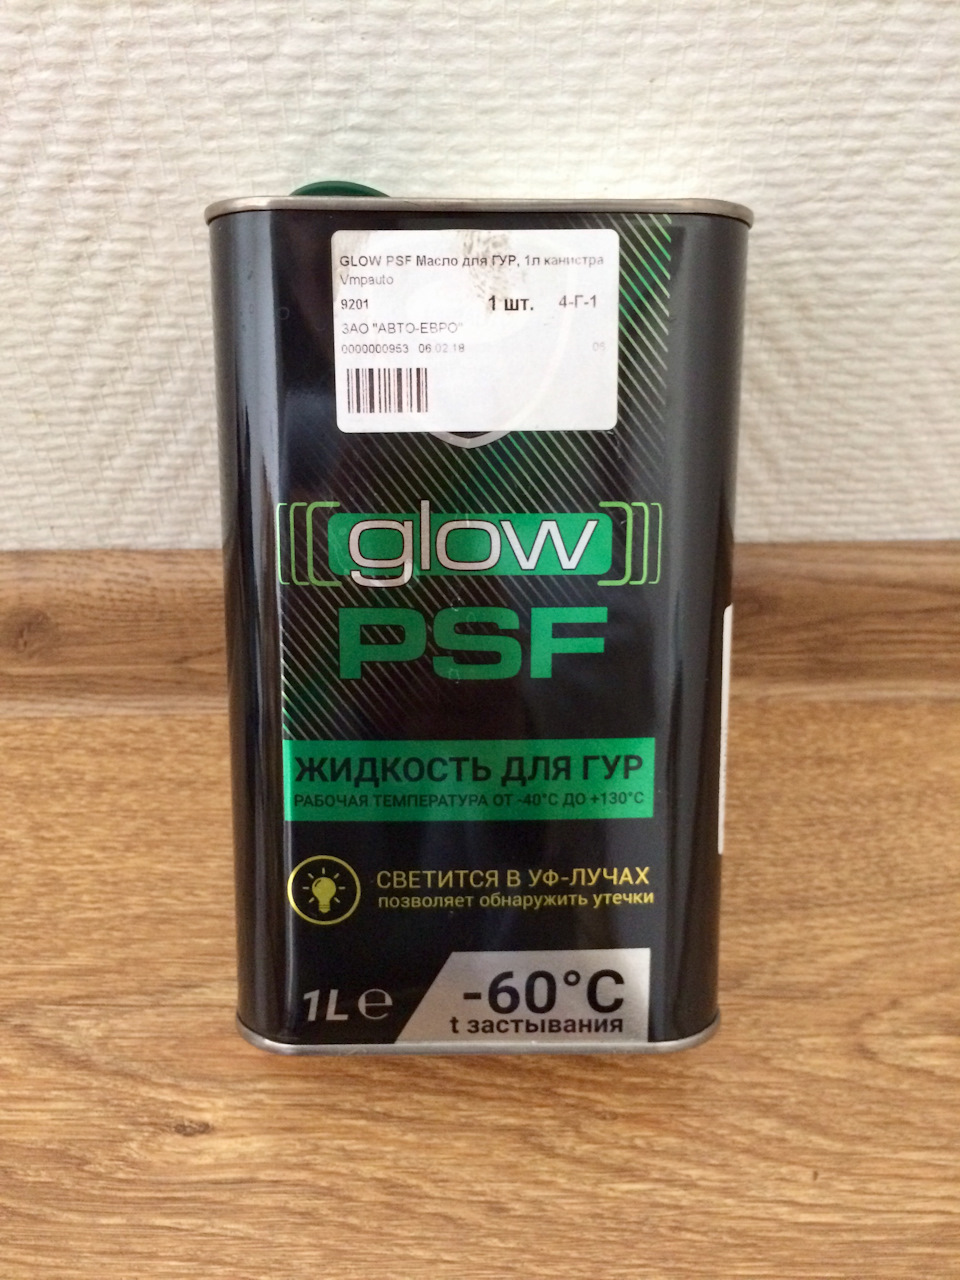 GLOW PSF Масло для ГУР, 1л канистра
Vmpauto
9201 1 шт. 4-Г-1
ЗАО "АВТО-ЕВРО"
0000000953 06.02.18 06
glow
PSF
ЖИДКОСТЬ ДЛЯ ГУР
РАБОЧАЯ ТЕМПЕРАТУРА ОТ -40°C ДО +130°C
СВЕТИТСЯ В УФ-ЛУЧАХ
позволяет обнаружить утечки
1L ℮
-60°C
t застывания